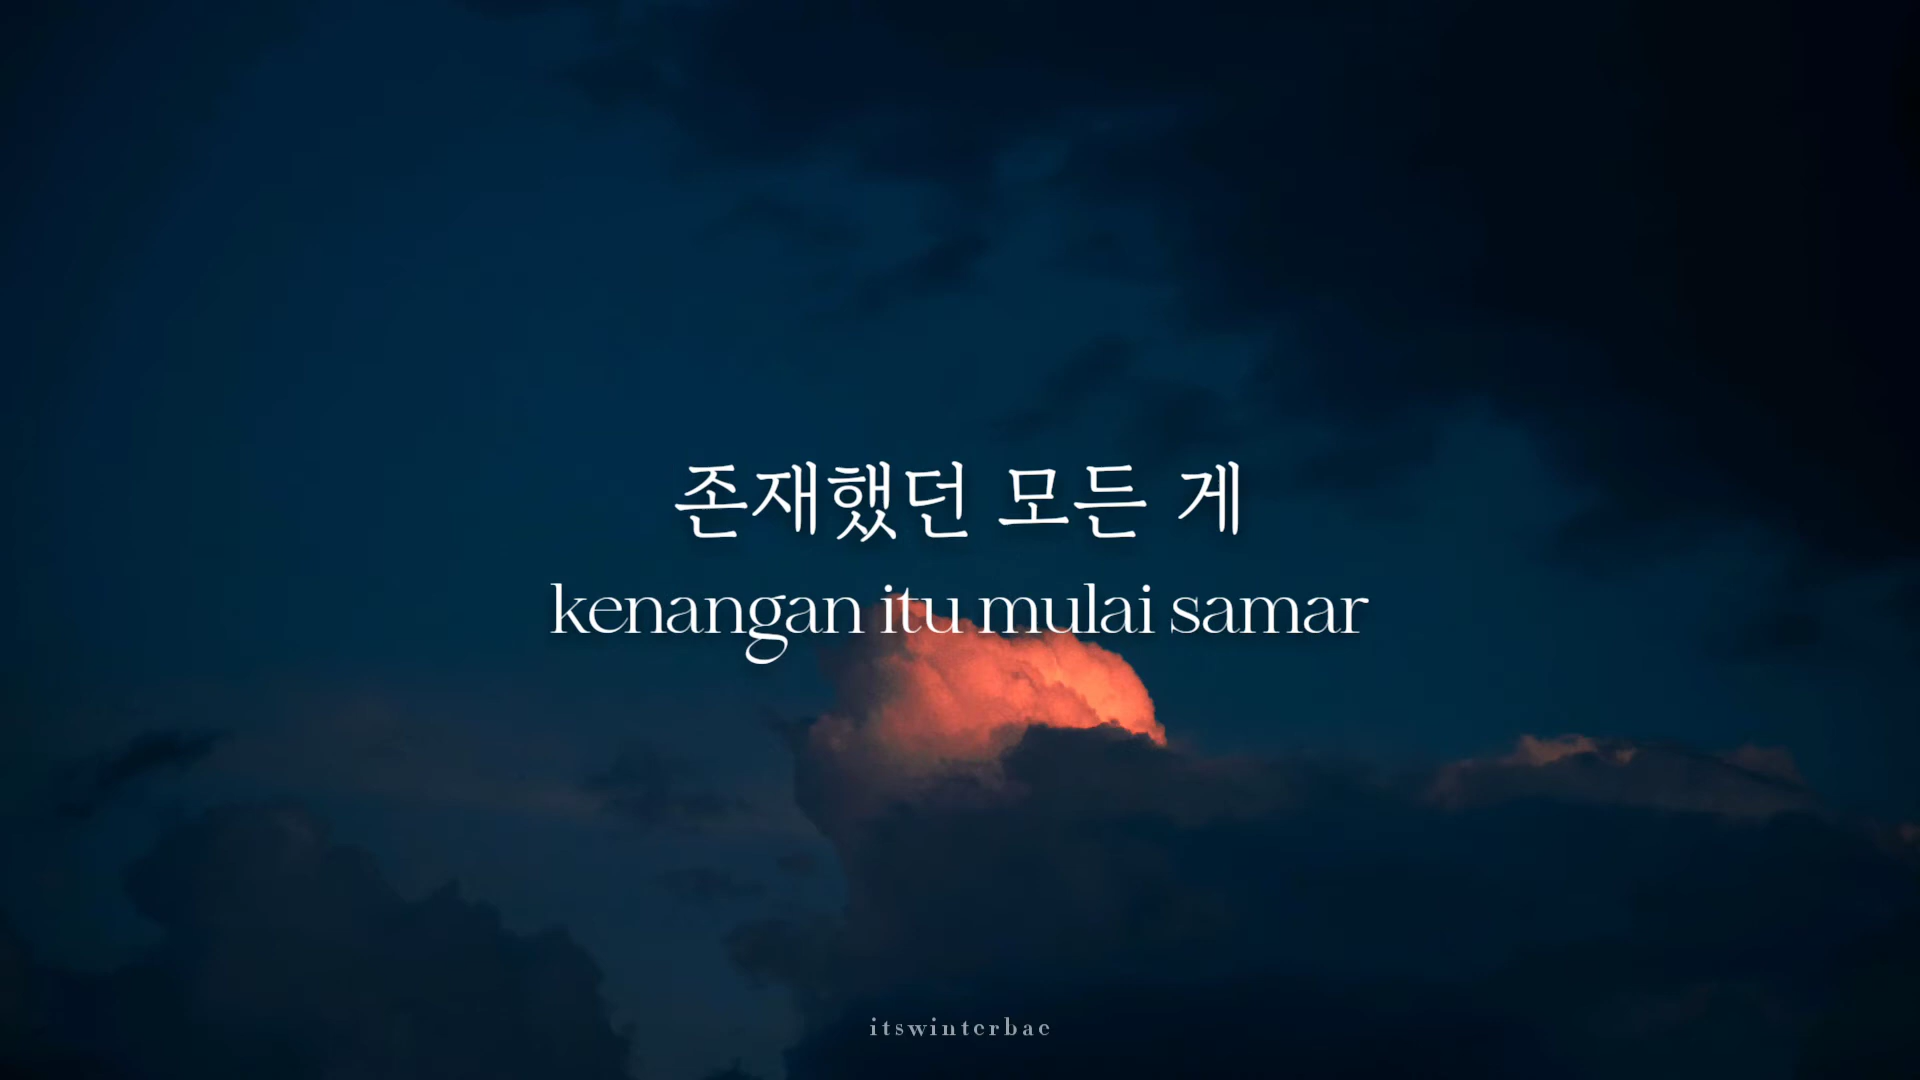 존재했던 모든 게
kenangan itu mulai samar
itswinterbae